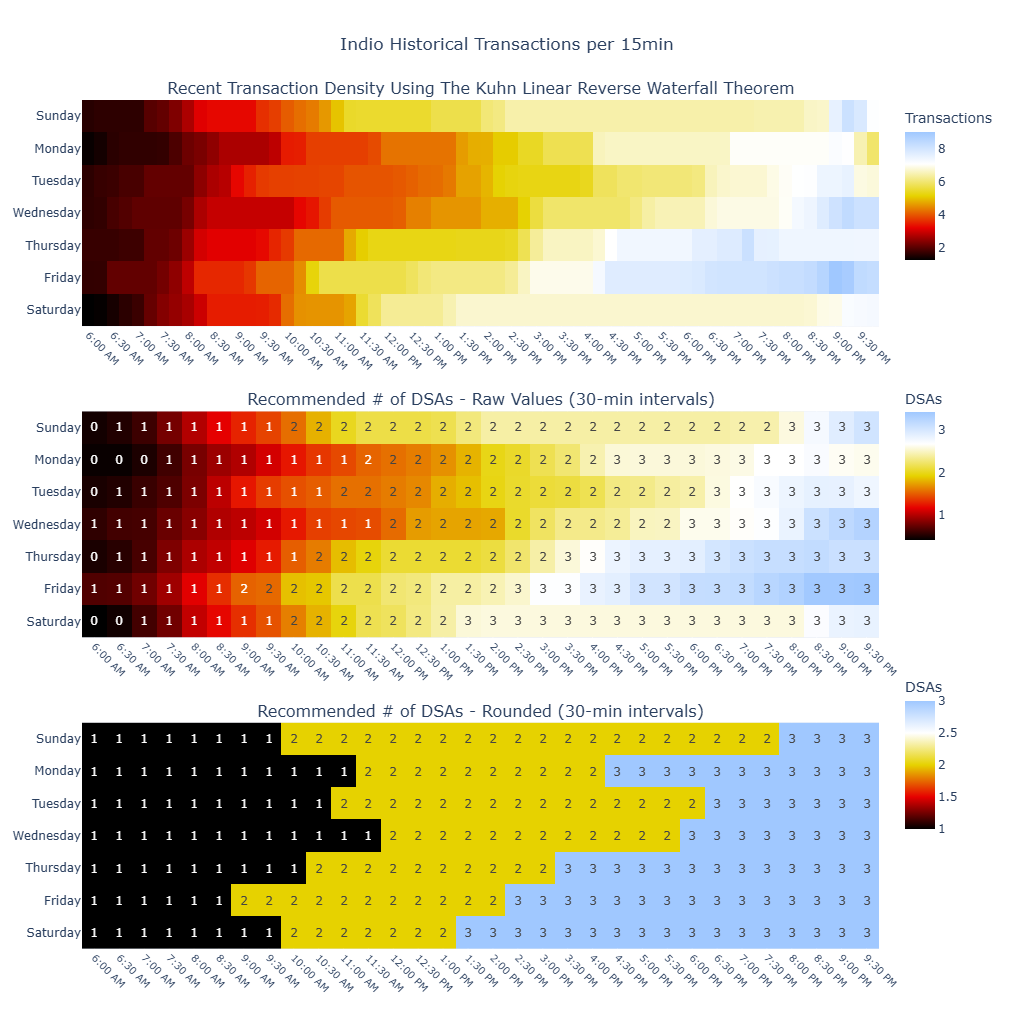 Indio Historical Transactions per 15min
Recent Transaction Density Using The Kuhn Linear Reverse Waterfall Theorem
Transactions
Sunday
Monday
Tuesday
Wednesday
Thursday
Friday
Saturday
8
6
4
2
6:00 AM 6:30 AM 7:00 AM 7:30 AM 8:00 AM 8:30 AM 9:00 AM 9:30 AM 10:00 AM 10:30 AM 11:00 AM 11:30 AM 12:00 PM 12:30 PM 1:00 PM 1:30 PM 2:00 PM 2:30 PM 3:00 PM 3:30 PM 4:00 PM 4:30 PM 5:00 PM 5:30 PM 6:00 PM 6:30 PM 7:00 PM 7:30 PM 8:00 PM 8:30 PM 9:00 PM 9:30 PM
Recommended # of DSAs - Raw Values (30-min intervals)
DSAs
Sunday 0 1 1 1 1 1 1 1 2 2 2 2 2 2 2 2 2 2 2 2 2 2 2 2 2 2 2 2 3 3 3 3
Monday 0 0 0 1 1 1 1 1 1 1 1 2 2 2 2 2 2 2 2 2 2 3 3 3 3 3 3 3 3 3 3 3
Tuesday 0 1 1 1 1 1 1 1 1 1 2 2 2 2 2 2 2 2 2 2 2 2 2 2 2 3 3 3 3 3 3 3
Wednesday 1 1 1 1 1 1 1 1 1 1 1 1 2 2 2 2 2 2 2 2 2 2 2 2 3 3 3 3 3 3 3 3
Thursday 0 1 1 1 1 1 1 1 1 2 2 2 2 2 2 2 2 2 2 3 3 3 3 3 3 3 3 3 3 3 3 3
Friday 1 1 1 1 1 1 2 2 2 2 2 2 2 2 2 2 2 3 3 3 3 3 3 3 3 3 3 3 3 3 3 3
Saturday 0 0 1 1 1 1 1 1 2 2 2 2 2 2 2 3 3 3 3 3 3 3 3 3 3 3 3 3 3 3 3 3
3
2
1
6:00 AM 6:30 AM 7:00 AM 7:30 AM 8:00 AM 8:30 AM 9:00 AM 9:30 AM 10:00 AM 10:30 AM 11:00 AM 11:30 AM 12:00 PM 12:30 PM 1:00 PM 1:30 PM 2:00 PM 2:30 PM 3:00 PM 3:30 PM 4:00 PM 4:30 PM 5:00 PM 5:30 PM 6:00 PM 6:30 PM 7:00 PM 7:30 PM 8:00 PM 8:30 PM 9:00 PM 9:30 PM
DSAs
Recommended # of DSAs - Rounded (30-min intervals)
Sunday 1 1 1 1 1 1 1 1 2 2 2 2 2 2 2 2 2 2 2 2 2 2 2 2 2 2 2 2 3 3 3 3
Monday 1 1 1 1 1 1 1 1 1 1 1 2 2 2 2 2 2 2 2 2 2 3 3 3 3 3 3 3 3 3 3 3
Tuesday 1 1 1 1 1 1 1 1 1 1 2 2 2 2 2 2 2 2 2 2 2 2 2 2 2 3 3 3 3 3 3 3
Wednesday 1 1 1 1 1 1 1 1 1 1 1 1 2 2 2 2 2 2 2 2 2 2 2 2 3 3 3 3 3 3 3 3
Thursday 1 1 1 1 1 1 1 1 1 2 2 2 2 2 2 2 2 2 2 3 3 3 3 3 3 3 3 3 3 3 3 3
Friday 1 1 1 1 1 1 2 2 2 2 2 2 2 2 2 2 2 3 3 3 3 3 3 3 3 3 3 3 3 3 3 3
Saturday 1 1 1 1 1 1 1 1 2 2 2 2 2 2 2 3 3 3 3 3 3 3 3 3 3 3 3 3 3 3 3 3
3
2.5
2
1.5
1
6:00 AM 6:30 AM 7:00 AM 7:30 AM 8:00 AM 8:30 AM 9:00 AM 9:30 AM 10:00 AM 10:30 AM 11:00 AM 11:30 AM 12:00 PM 12:30 PM 1:00 PM 1:30 PM 2:00 PM 2:30 PM 3:00 PM 3:30 PM 4:00 PM 4:30 PM 5:00 PM 5:30 PM 6:00 PM 6:30 PM 7:00 PM 7:30 PM 8:00 PM 8:30 PM 9:00 PM 9:30 PM